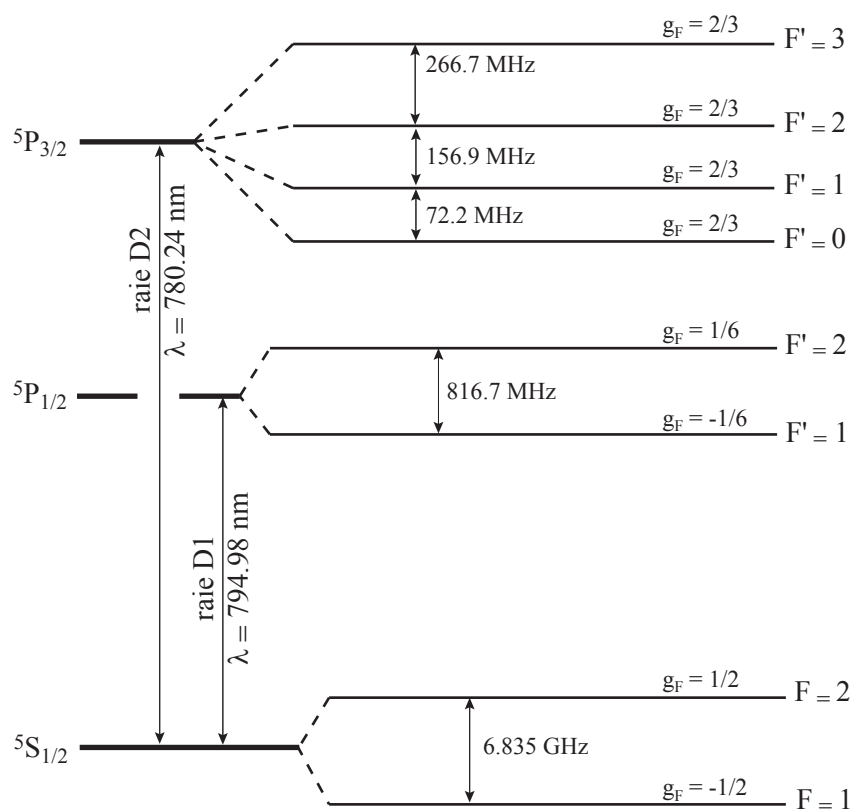 g_F = 2/3 F' = 3
266.7 MHz
⁵P₃/₂ g_F = 2/3 F' = 2
156.9 MHz
g_F = 2/3 F' = 1
72.2 MHz
g_F = 2/3 F' = 0
raie D2
λ = 780.24 nm
g_F = 1/6 F' = 2
⁵P₁/₂ 816.7 MHz
g_F = -1/6 F' = 1
raie D1
λ = 794.98 nm
g_F = 1/2 F = 2
⁵S₁/₂ 6.835 GHz
g_F = -1/2 F = 1